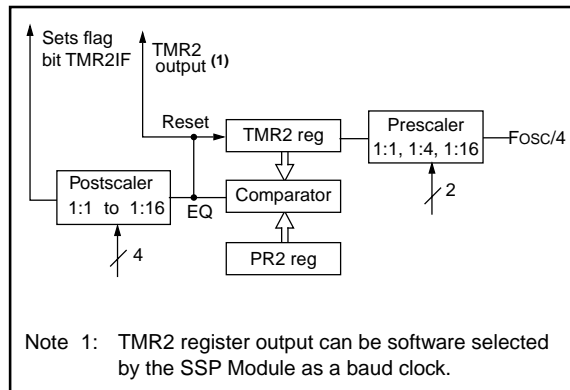 Sets flag
bit TMR2IF
TMR2
output (1)
Reset
TMR2 reg
Prescaler
1:1, 1:4, 1:16
FOSC/4
2
Postscaler
1:1 to 1:16
EQ
Comparator
4
PR2 reg
Note 1: TMR2 register output can be software selected
by the SSP Module as a baud clock.